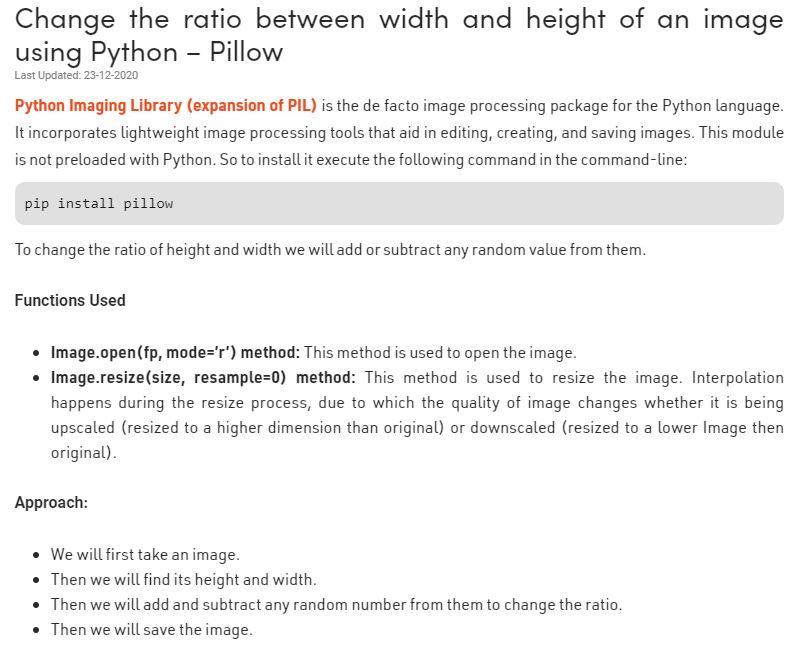 Change the ratio between width and height of an image
using Python – Pillow
Last Updated: 23-12-2020
Python Imaging Library (expansion of PIL) is the de facto image processing package for the Python language.
It incorporates lightweight image processing tools that aid in editing, creating, and saving images. This module
is not preloaded with Python. So to install it execute the following command in the command-line:
pip install pillow
To change the ratio of height and width we will add or subtract any random value from them.
Functions Used
• Image.open(fp, mode=’r’) method: This method is used to open the image.
• Image.resize(size, resample=0) method: This method is used to resize the image. Interpolation
happens during the resize process, due to which the quality of image changes whether it is being
upscaled (resized to a higher dimension than original) or downscaled (resized to a lower Image then
original).
Approach:
• We will first take an image.
• Then we will find its height and width.
• Then we will add and subtract any random number from them to change the ratio.
• Then we will save the image.